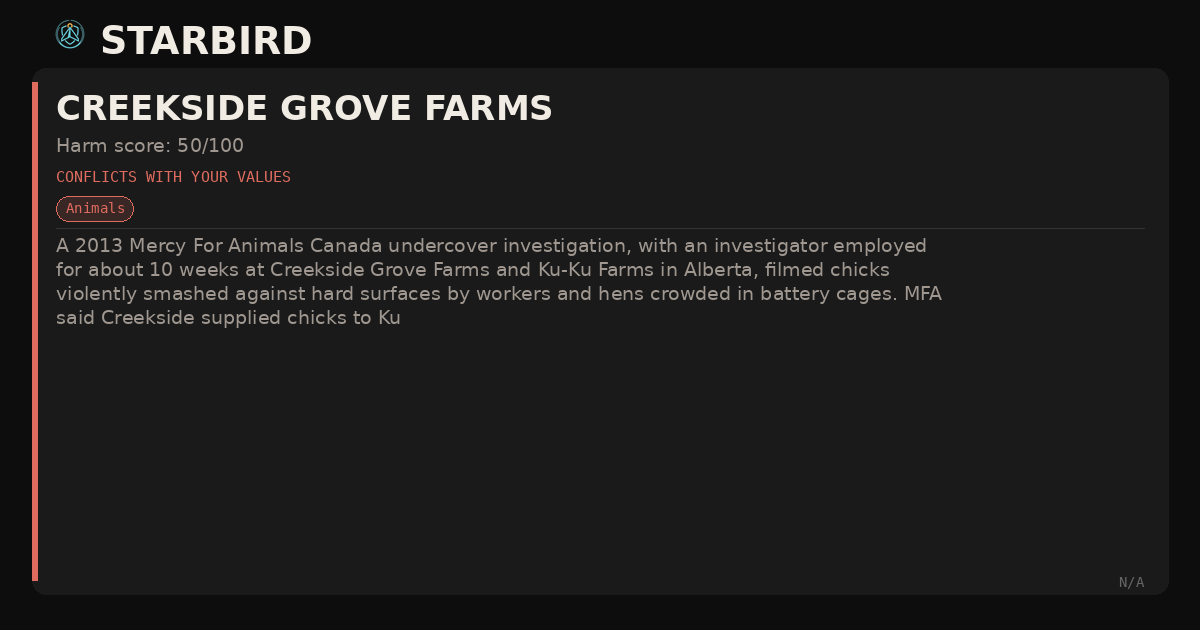 STARBIRD
CREEKSIDE GROVE FARMS
Harm score: 50/100
CONFLICTS WITH YOUR VALUES
Animals
A 2013 Mercy For Animals Canada undercover investigation, with an investigator employed
for about 10 weeks at Creekside Grove Farms and Ku-Ku Farms in Alberta, filmed chicks
violently smashed against hard surfaces by workers and hens crowded in battery cages. MFA
said Creekside supplied chicks to Ku
N/A